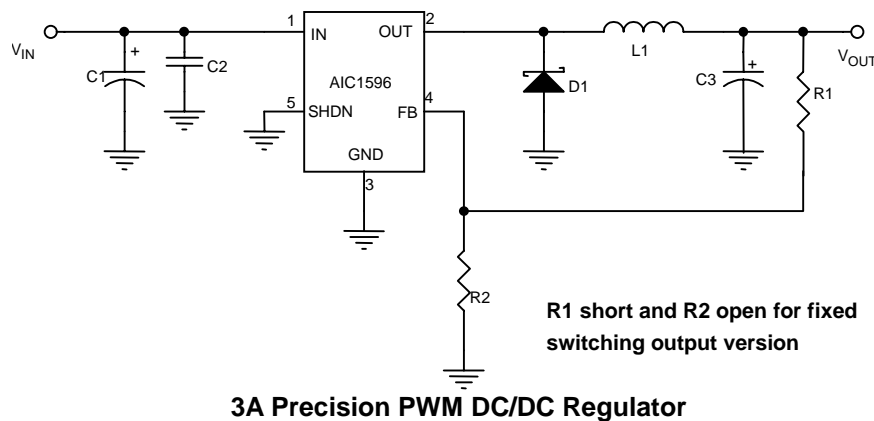 1
2
IN
OUT
L1
VIN
VOUT
+
C1
C2
AIC1596
D1
+
C3
R1
5
SHDN
FB
4
GND
3
R2
R1 short and R2 open for fixed
switching output version
3A Precision PWM DC/DC Regulator